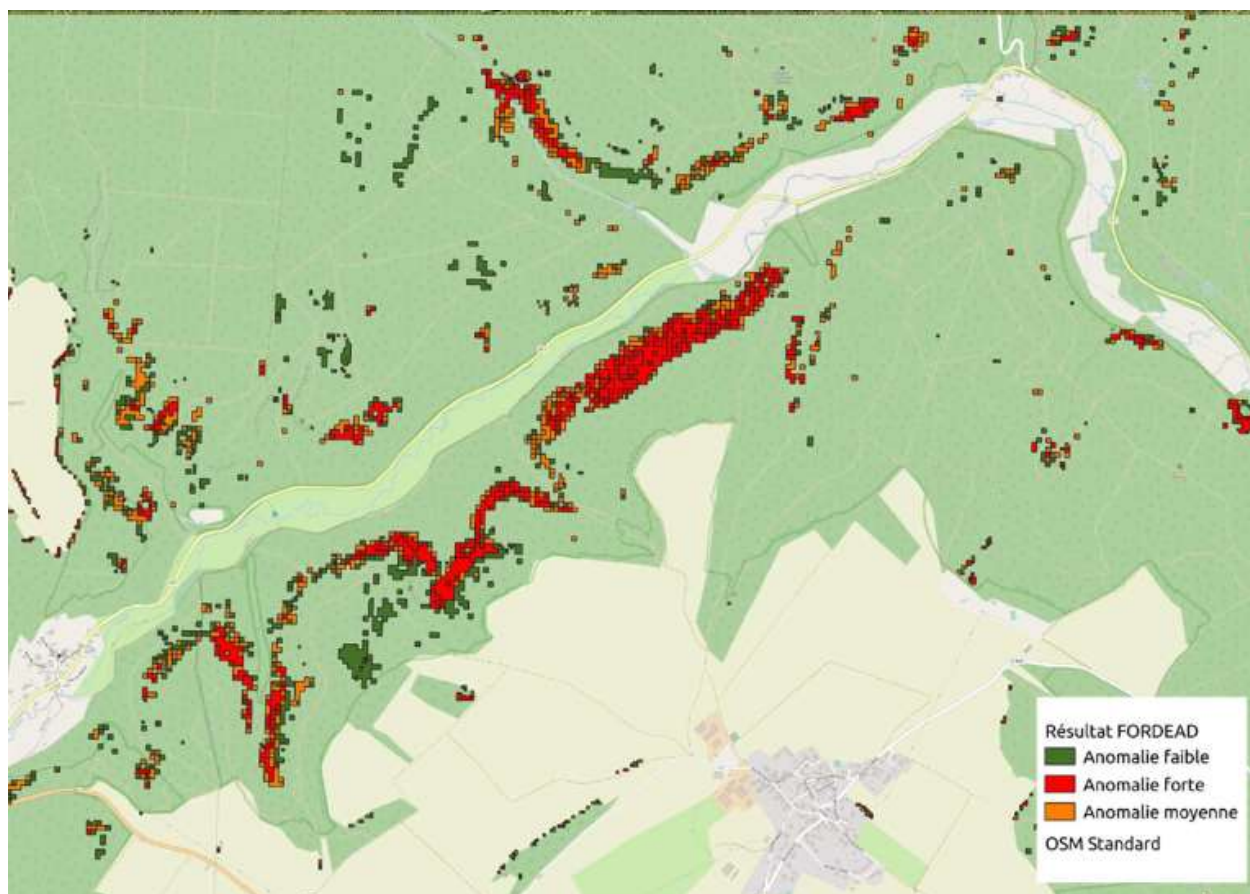 Résultat FORDEAD
Anomalie faible
Anomalie forte
Anomalie moyenne
OSM Standard